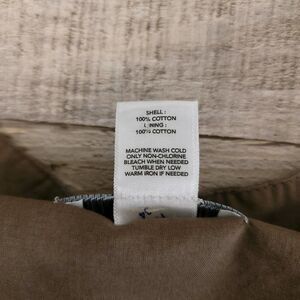 SHELL:
100% COTTON
LINING:
100% COTTON
MACHINE WASH COLD
ONLY NON-CHLORINE
BLEACH WHEN NEEDED
TUMBLE DRY LOW
WARM IRON IF NEEDED